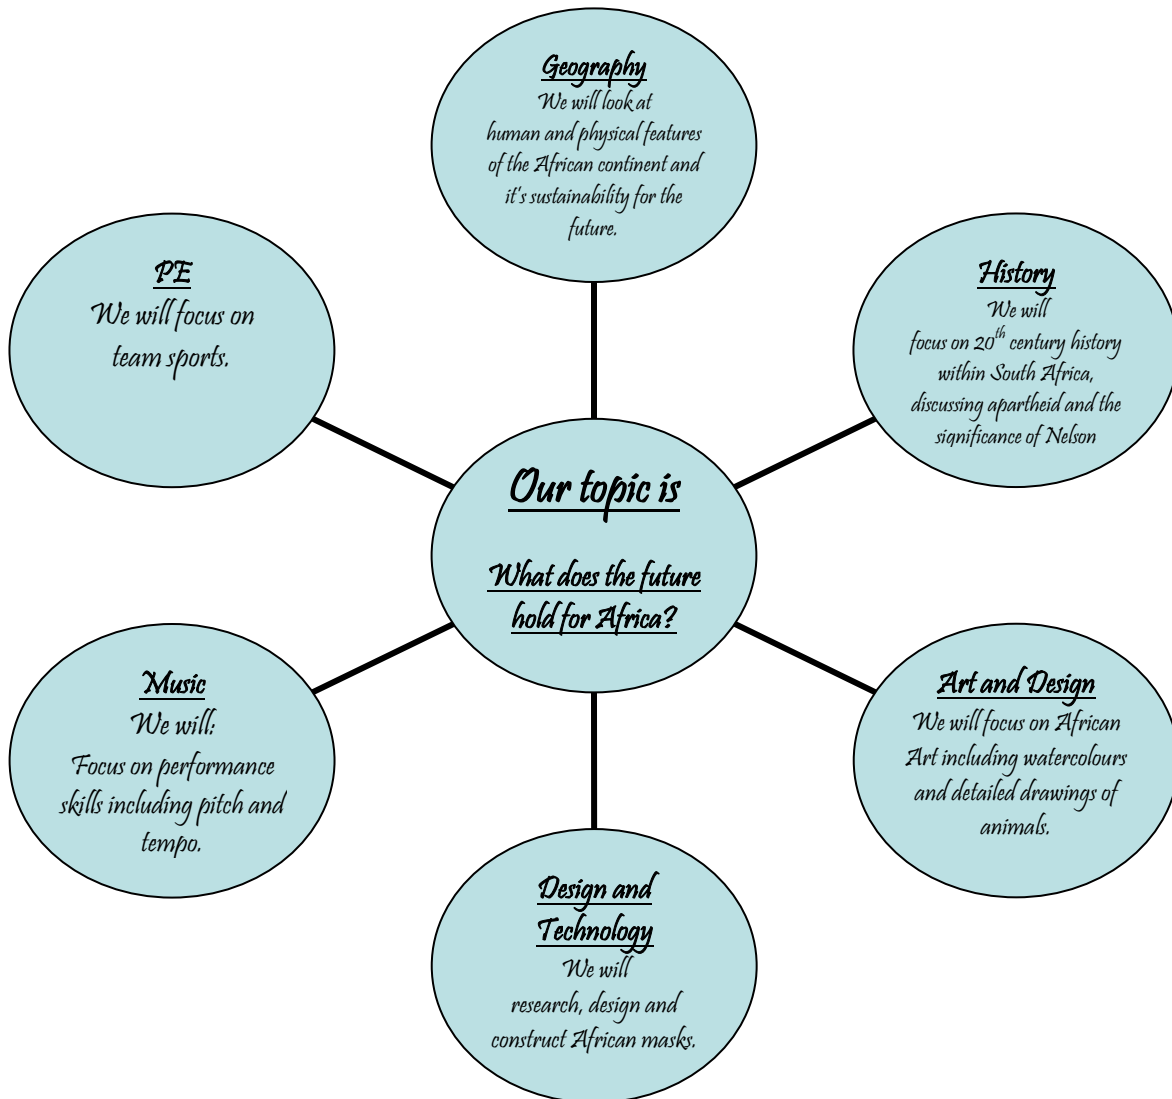 Geography
We will look at
human and physical features
of the African continent and
it's sustainability for the
future.
PE
We will focus on
team sports.
History
We will
focus on 20th century history
within South Africa,
discussing apartheid and the
significance of Nelson
Our topic is
What does the future
hold for Africa?
Music
We will:
Focus on performance
skills including pitch and
tempo.
Art and Design
We will focus on African
Art including watercolours
and detailed drawings of
animals.
Design and
Technology
We will
research, design and
construct African masks.